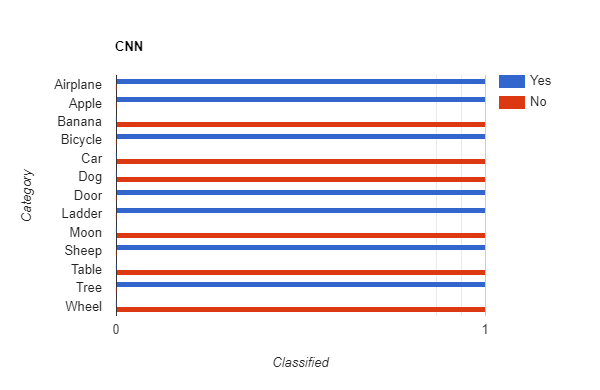 CNN
Yes
No
Category
Airplane
Apple
Banana
Bicycle
Car
Dog
Door
Ladder
Moon
Sheep
Table
Tree
Wheel
0 1
Classified